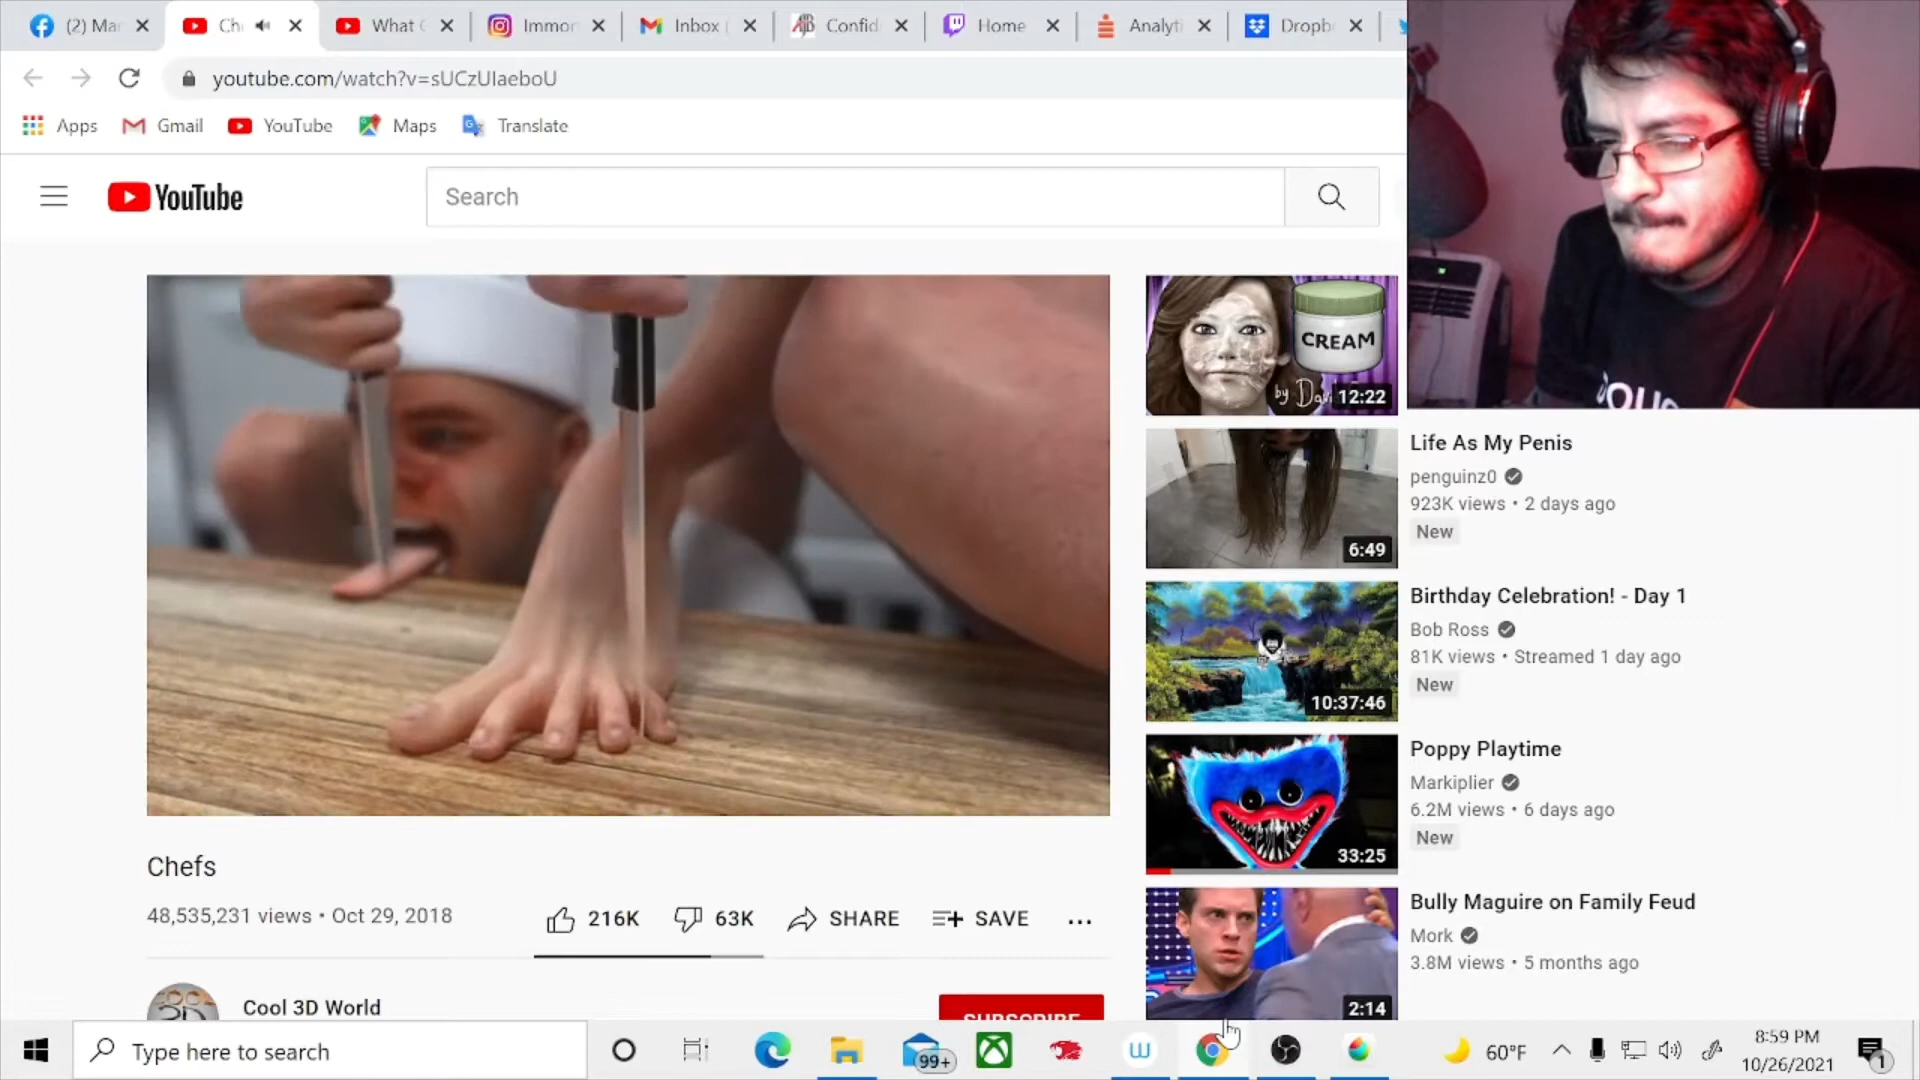 (2) Mar
Ch
What
Immor
Inbox (
Confid
Home
Analyti
Dropb
youtube.com/watch?v=sUCzUIaeboU
Apps
Gmail
YouTube
Maps
Translate
YouTube
Search
CREAM
by Dav
12:22
Life As My Penis
penguinz0
923K views • 2 days ago
New
6:49
Birthday Celebration! - Day 1
Bob Ross
81K views • Streamed 1 day ago
New
10:37:46
Poppy Playtime
Markiplier
6.2M views • 6 days ago
New
33:25
Bully Maguire on Family Feud
Mork
3.8M views • 5 months ago
2:14
Chefs
48,535,231 views • Oct 29, 2018
216K
63K
SHARE
SAVE
Cool 3D World
SUBSCRIBE
Type here to search
99+
60°F
8:59 PM
10/26/2021
1